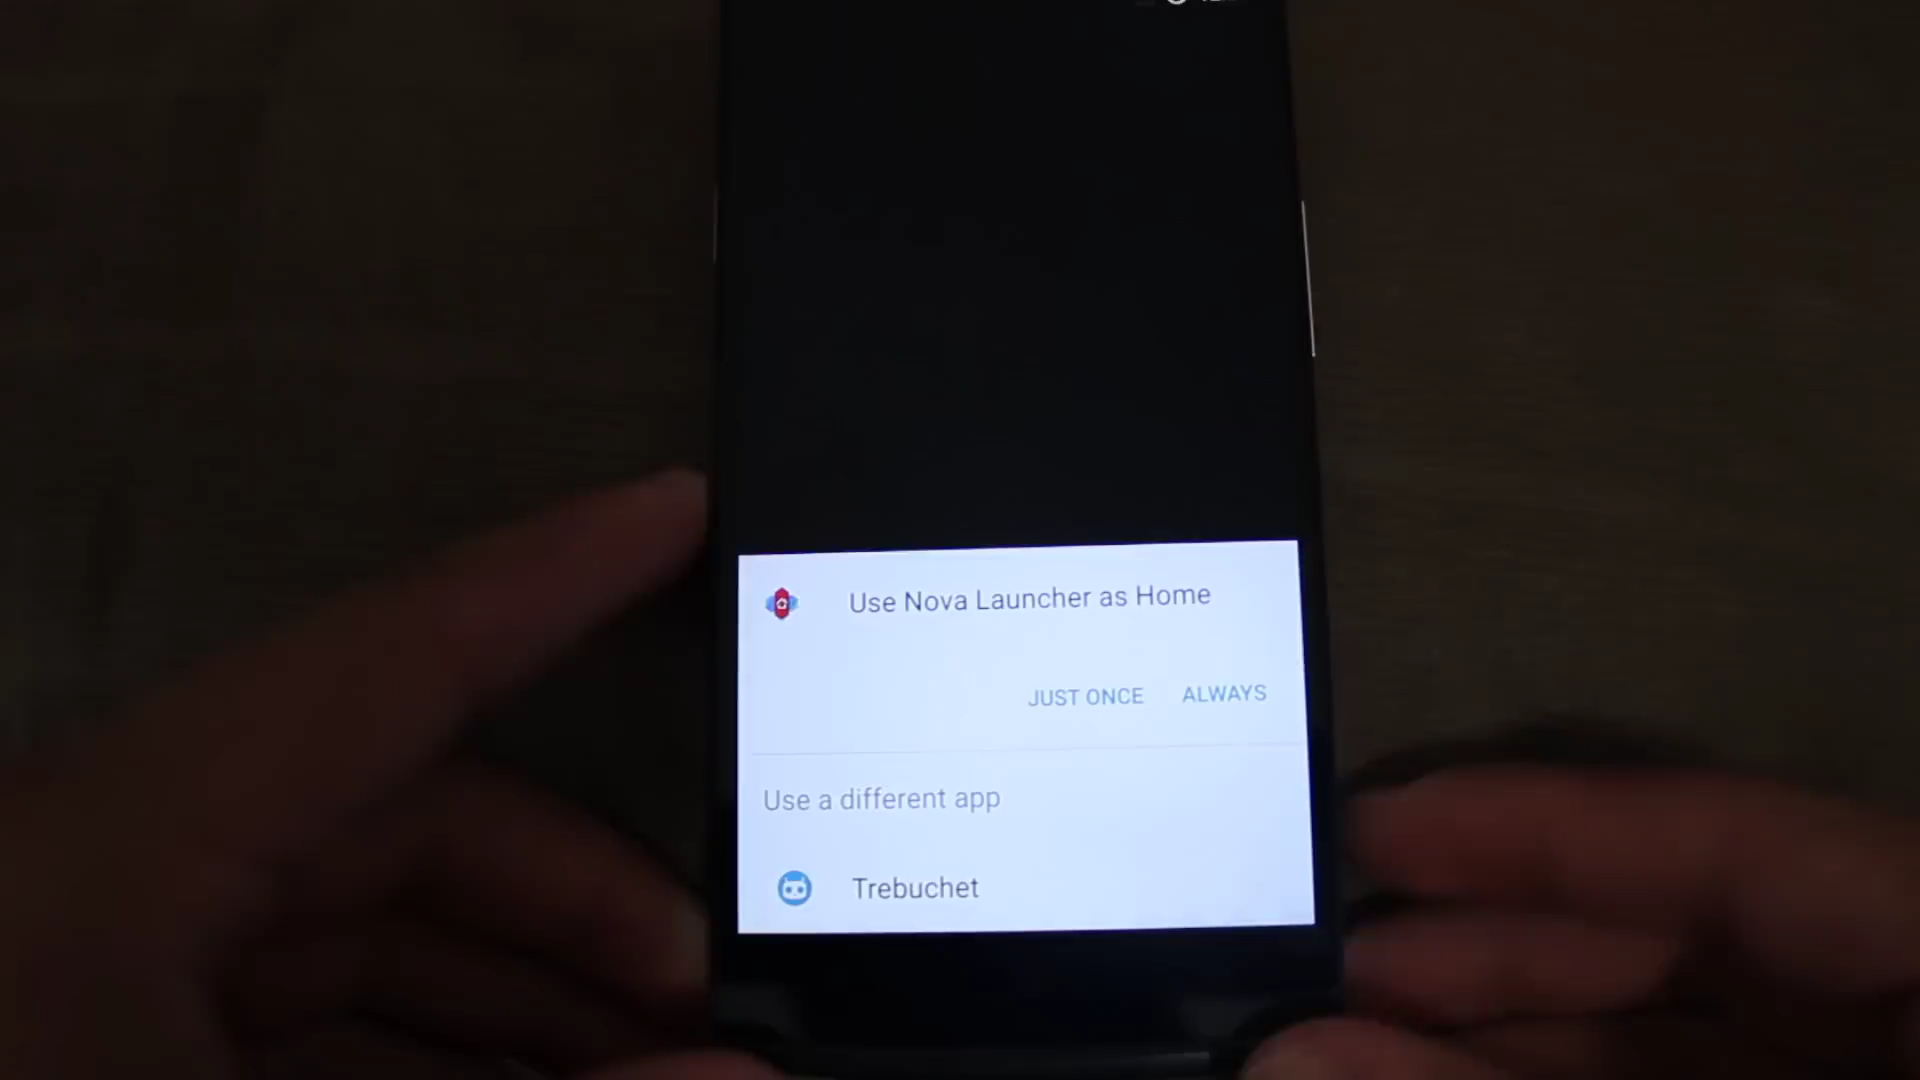 Use Nova Launcher as Home
JUST ONCE ALWAYS
Use a different app
Trebuchet